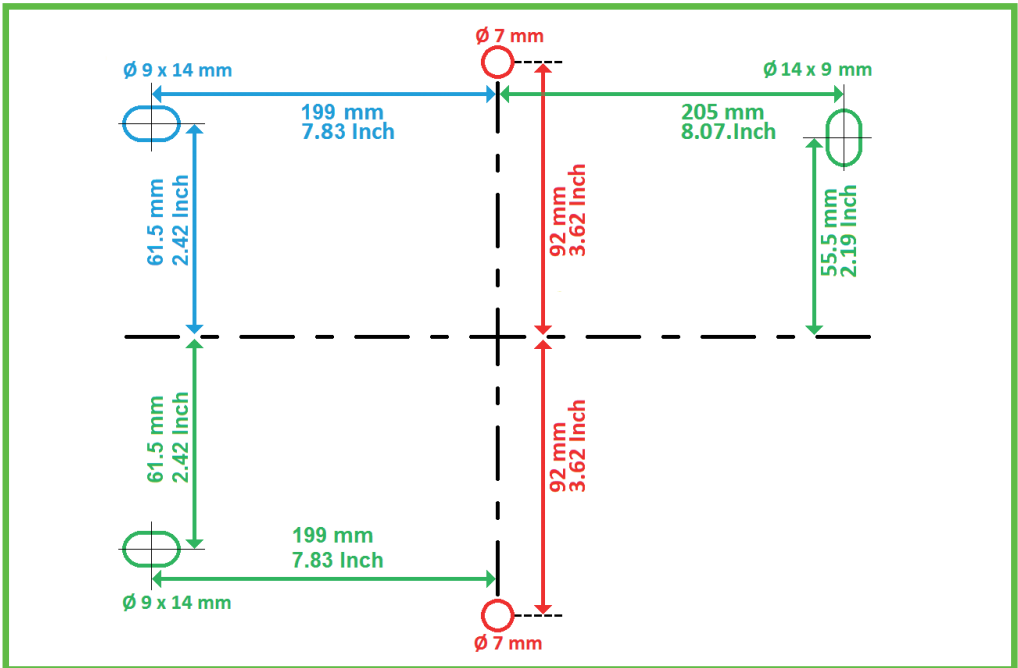 Ø 7 mm
Ø 9 x 14 mm
Ø 14 x 9 mm
199 mm
7.83 Inch
205 mm
8.07.Inch
61.5 mm
2.42 Inch
92 mm
3.62 Inch
55.5 mm
2.19 Inch
61.5 mm
2.42 Inch
92 mm
3.62 Inch
199 mm
7.83 Inch
Ø 9 x 14 mm
Ø 7 mm